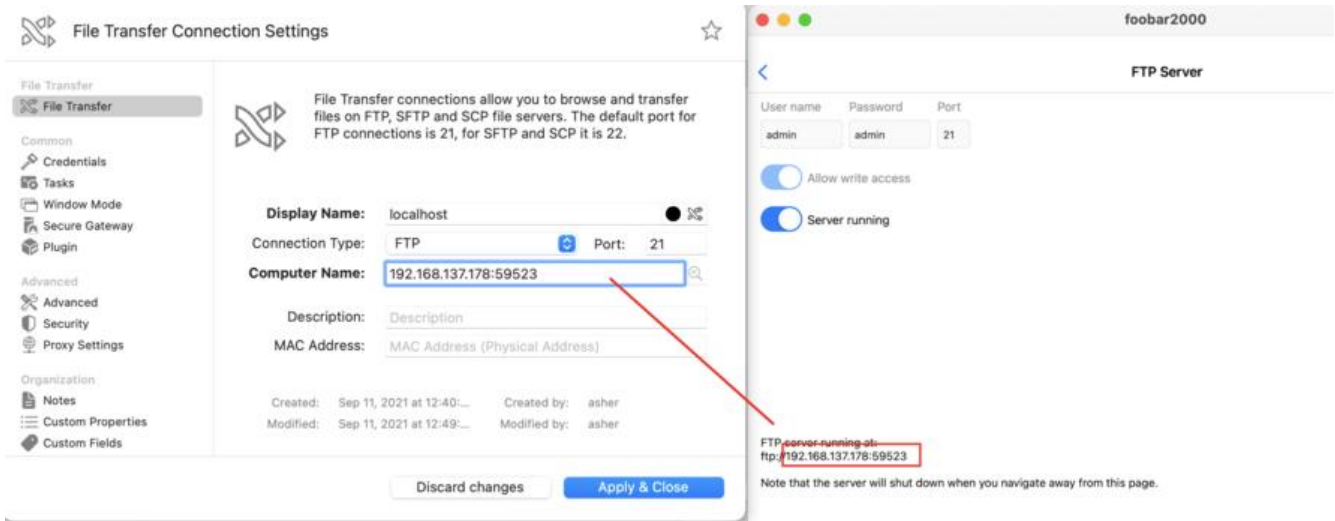 File Transfer Connection Settings
File Transfer
File Transfer
Common
Credentials
Tasks
Window Mode
Secure Gateway
Plugin
Advanced
Advanced
Security
Proxy Settings
Organization
Notes
Custom Properties
Custom Fields
File Transfer connections allow you to browse and transfer
files on FTP, SFTP and SCP file servers. The default port for
FTP connections is 21, for SFTP and SCP it is 22.
Display Name: localhost
Connection Type: FTP Port: 21
Computer Name: 192.168.137.178:59523
Description: Description
MAC Address: MAC Address (Physical Address)
Created: Sep 11, 2021 at 12:40:... Created by: asher
Modified: Sep 11, 2021 at 12:49:... Modified by: asher
Discard changes Apply & Close
foobar2000
FTP Server
User name Password Port
admin admin 21
Allow write access
Server running
FTP server running at:
ftp://192.168.137.178:59523
Note that the server will shut down when you navigate away from this page.